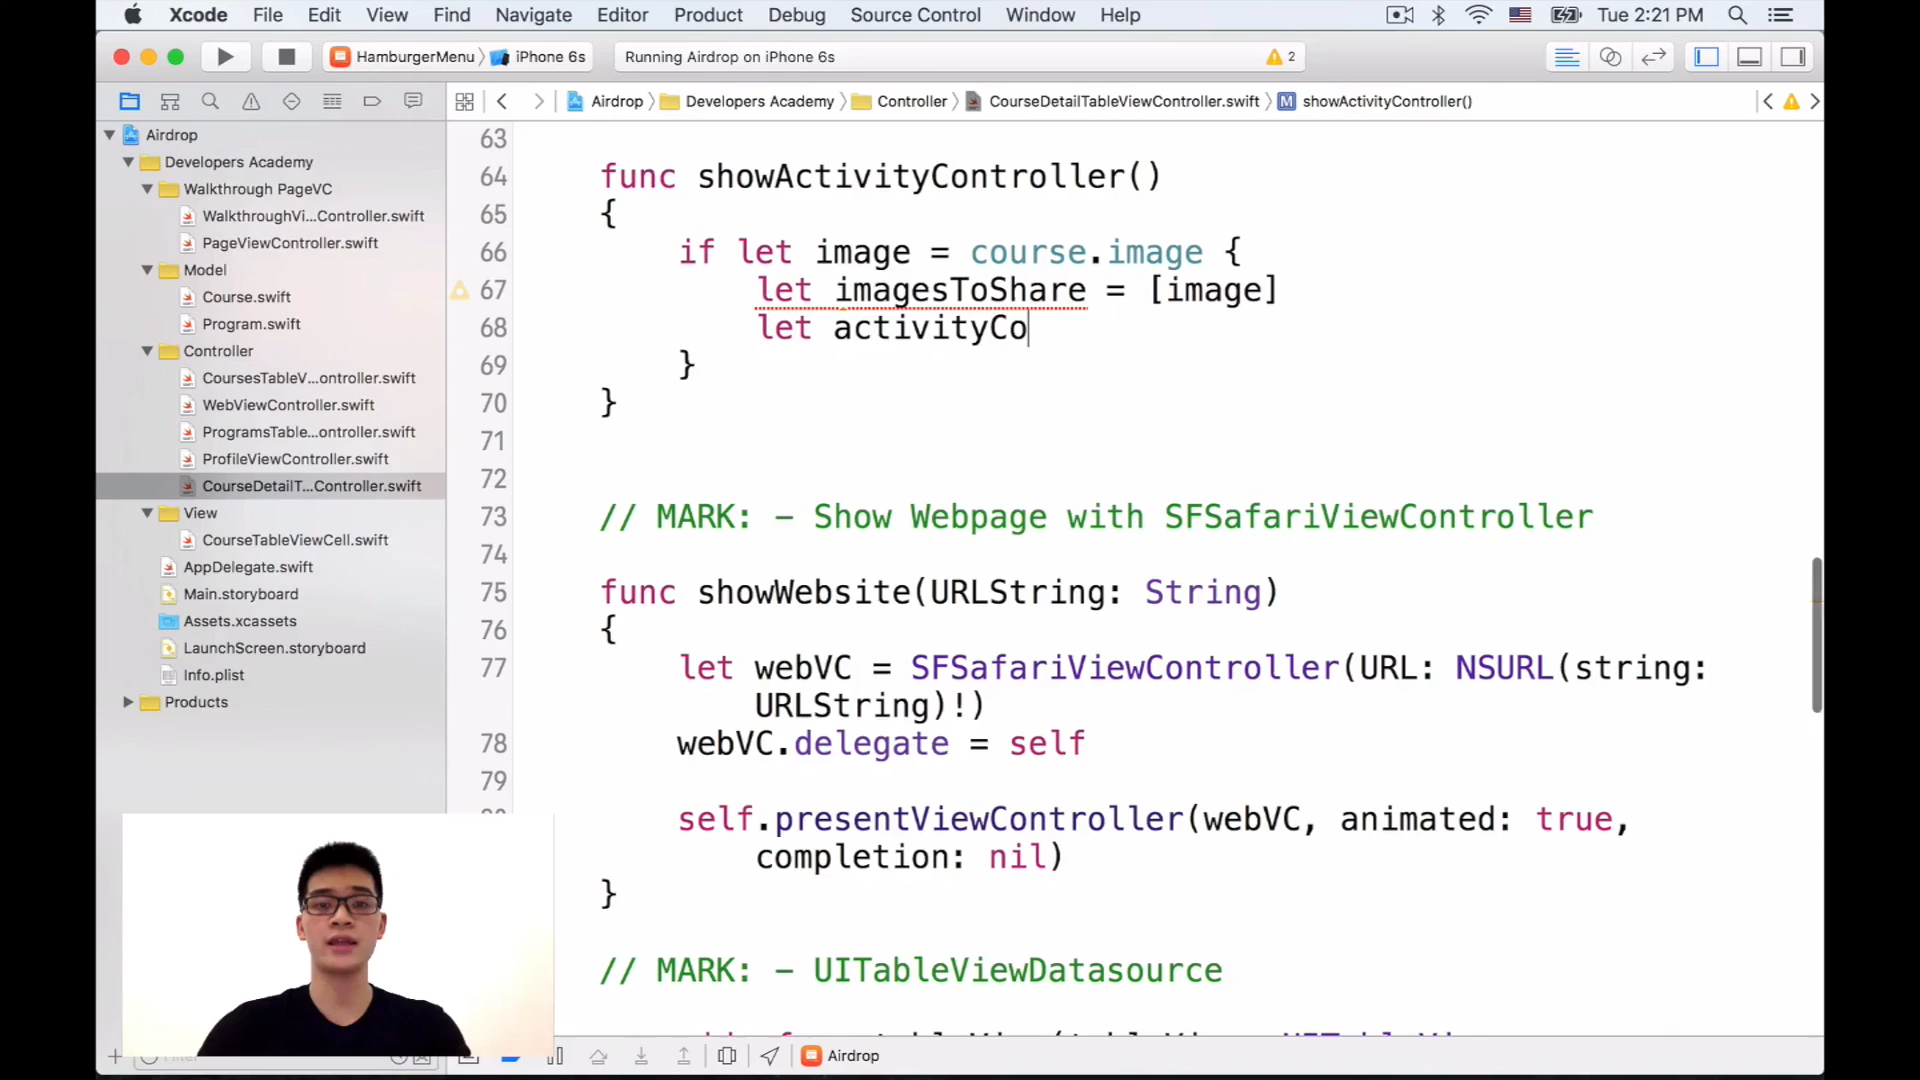 Xcode File Edit View Find Navigate Editor Product Debug Source Control Window Help Tue 2:21 PM
HamburgerMenu 〉 iPhone 6s Running Airdrop on iPhone 6s 2
Airdrop 〉 Developers Academy 〉 Controller 〉 CourseDetailTableViewController.swift 〉 M showActivityController()
Airdrop
Developers Academy
Walkthrough PageVC
WalkthroughVi...Controller.swift
PageViewController.swift
Model
Course.swift
Program.swift
Controller
CoursesTableV...ontroller.swift
WebViewController.swift
ProgramsTable...ontroller.swift
ProfileViewController.swift
CourseDetailT...Controller.swift
View
CourseTableViewCell.swift
AppDelegate.swift
Main.storyboard
Assets.xcassets
LaunchScreen.storyboard
Info.plist
Products
63
64 func showActivityController()
65 {
66 if let image = course.image {
67 let imagesToShare = [image]
68 let activityCo
69 }
70 }
71
72
73 // MARK: - Show Webpage with SFSafariViewController
74
75 func showWebsite(URLString: String)
76 {
77 let webVC = SFSafariViewController(URL: NSURL(string:
URLString)!)
78 webVC.delegate = self
79
self.presentViewController(webVC, animated: true,
completion: nil)
}
// MARK: - UITableViewDatasource
Airdrop